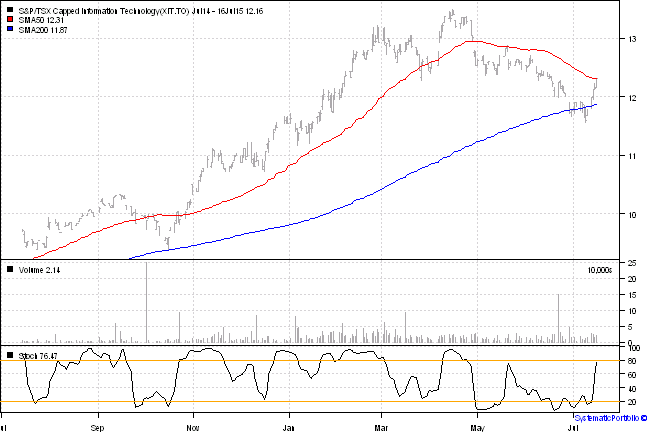 S&P/TSX Capped Information Technology(XIT.TO) Jul14 - 16Jul15 12.16
SMA50 12.31
SMA200 11.87
13
12
11
10
Volume 2.14
10,000s
25
20
15
10
5
0
Stoch 76.47
100
80
60
40
20
Jul
Sep
Nov
Jan
Mar
May
Jul
SystematicPortfolio ©